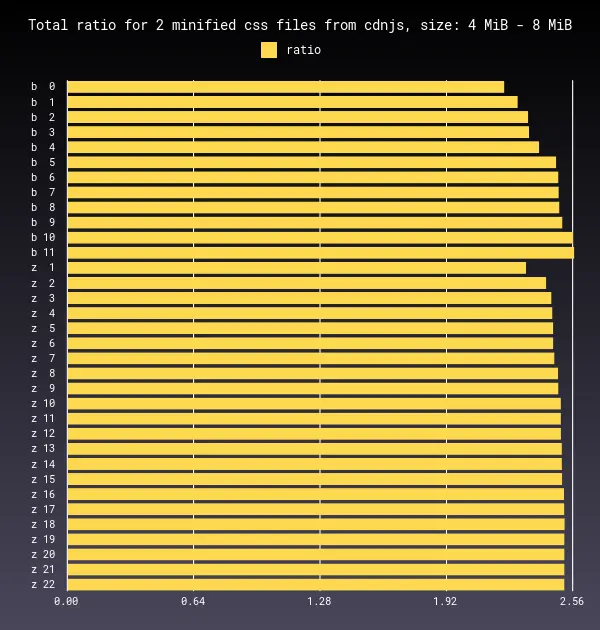 Total ratio for 2 minified css files from cdnjs, size: 4 MiB - 8 MiB
ratio
b 0
b 1
b 2
b 3
b 4
b 5
b 6
b 7
b 8
b 9
b 10
b 11
z 1
z 2
z 3
z 4
z 5
z 6
z 7
z 8
z 9
z 10
z 11
z 12
z 13
z 14
z 15
z 16
z 17
z 18
z 19
z 20
z 21
z 22
0.00 0.64 1.28 1.92 2.56